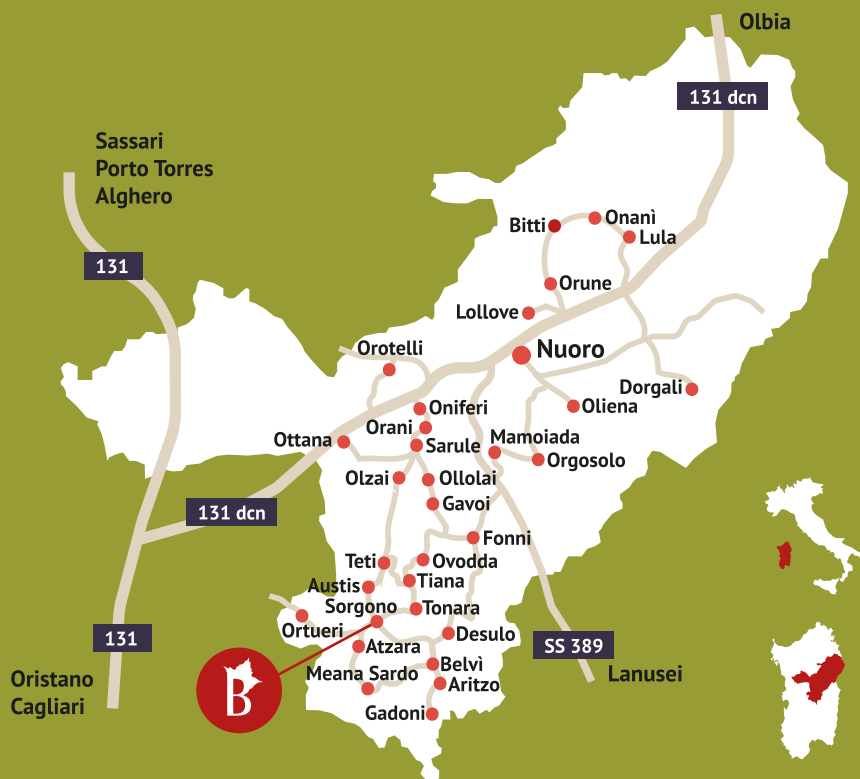 Olbia
131 dcn
Sassari
Porto Torres
Alghero
131
Onanì
Bitti
Lula
Orune
Lollove
Orotelli
Nuoro
Dorgali
Oliena
Oniferi
Orani
Ottana
Sarule
Mamoiada
Orgosolo
Olzai
Ollolai
Gavoi
131 dcn
Fonni
Teti
Ovodda
Tiana
Austis
Sorgono
Tonara
Ortueri
Desulo
131
SS 389
Atzara
Belvì
Meana Sardo
Aritzo
Lanusei
Oristano
Cagliari
B
Gadoni